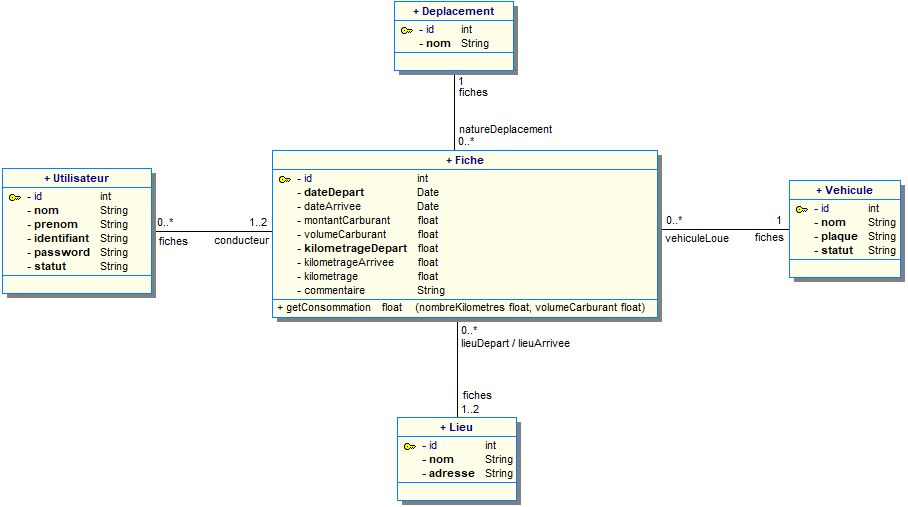 + Deplacement
- id int
- nom String
1
fiches
natureDeplacement
0..*
+ Fiche
- id int
- dateDepart Date
- dateArrivee Date
- montantCarburant float
- volumeCarburant float
- kilometrageDepart float
- kilometrageArrivee float
- kilometrage float
- commentaire String
+ getConsommation float (nombreKilometres float, volumeCarburant float)
+ Utilisateur
- id int
- nom String
- prenom String
- identifiant String
- password String
- statut String
0..* 1..2
fiches conducteur
+ Vehicule
- id int
- nom String
- plaque String
- statut String
0..* 1
vehiculeLoue fiches
0..*
lieuDepart / lieuArrivee
fiches
1..2
+ Lieu
- id int
- nom String
- adresse String